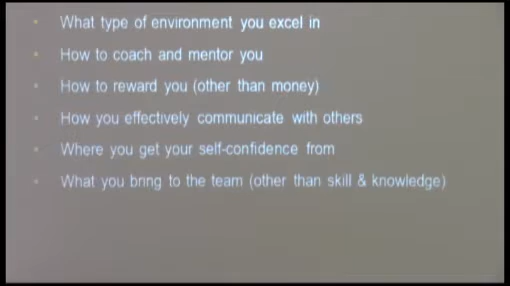 What type of environment you excel in
How to coach and mentor you
How to reward you (other than money)
How you effectively communicate with others
Where you get your self-confidence from
What you bring to the team (other than skill & knowledge)